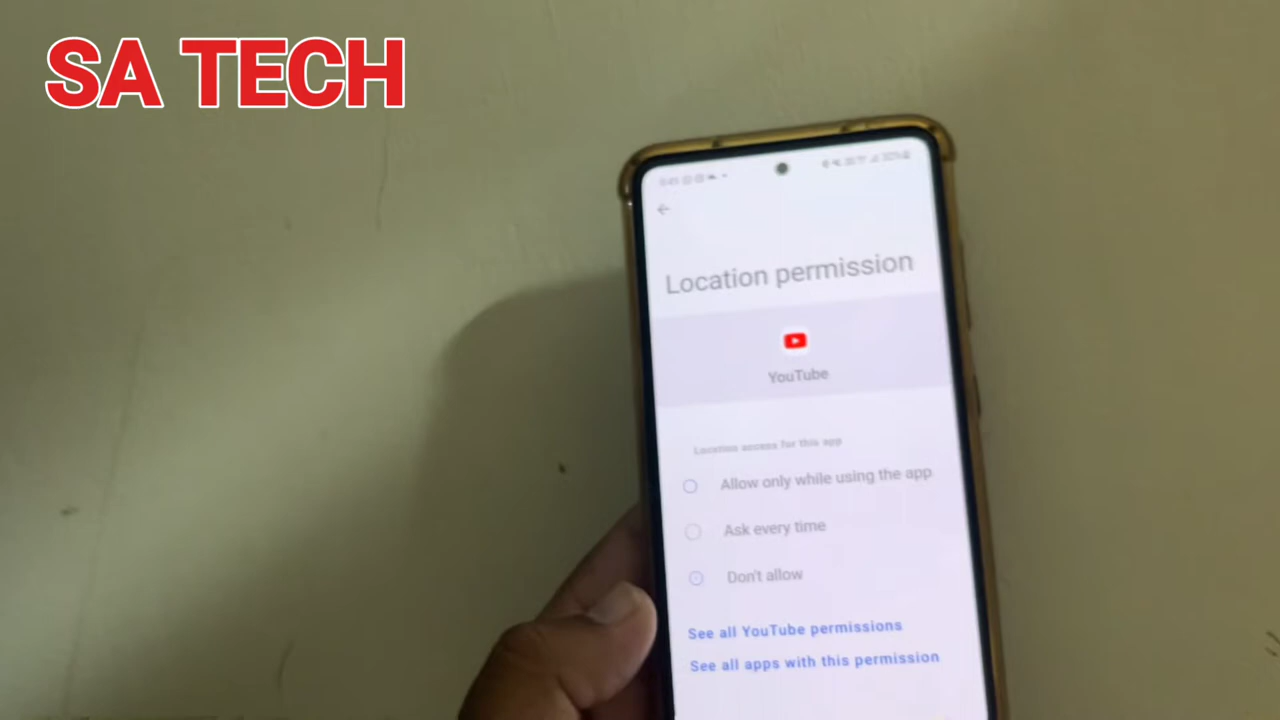 SA TECH
Location permission
YouTube
Location access for this app
Allow only while using the app
Ask every time
Don't allow
See all YouTube permissions
See all apps with this permission